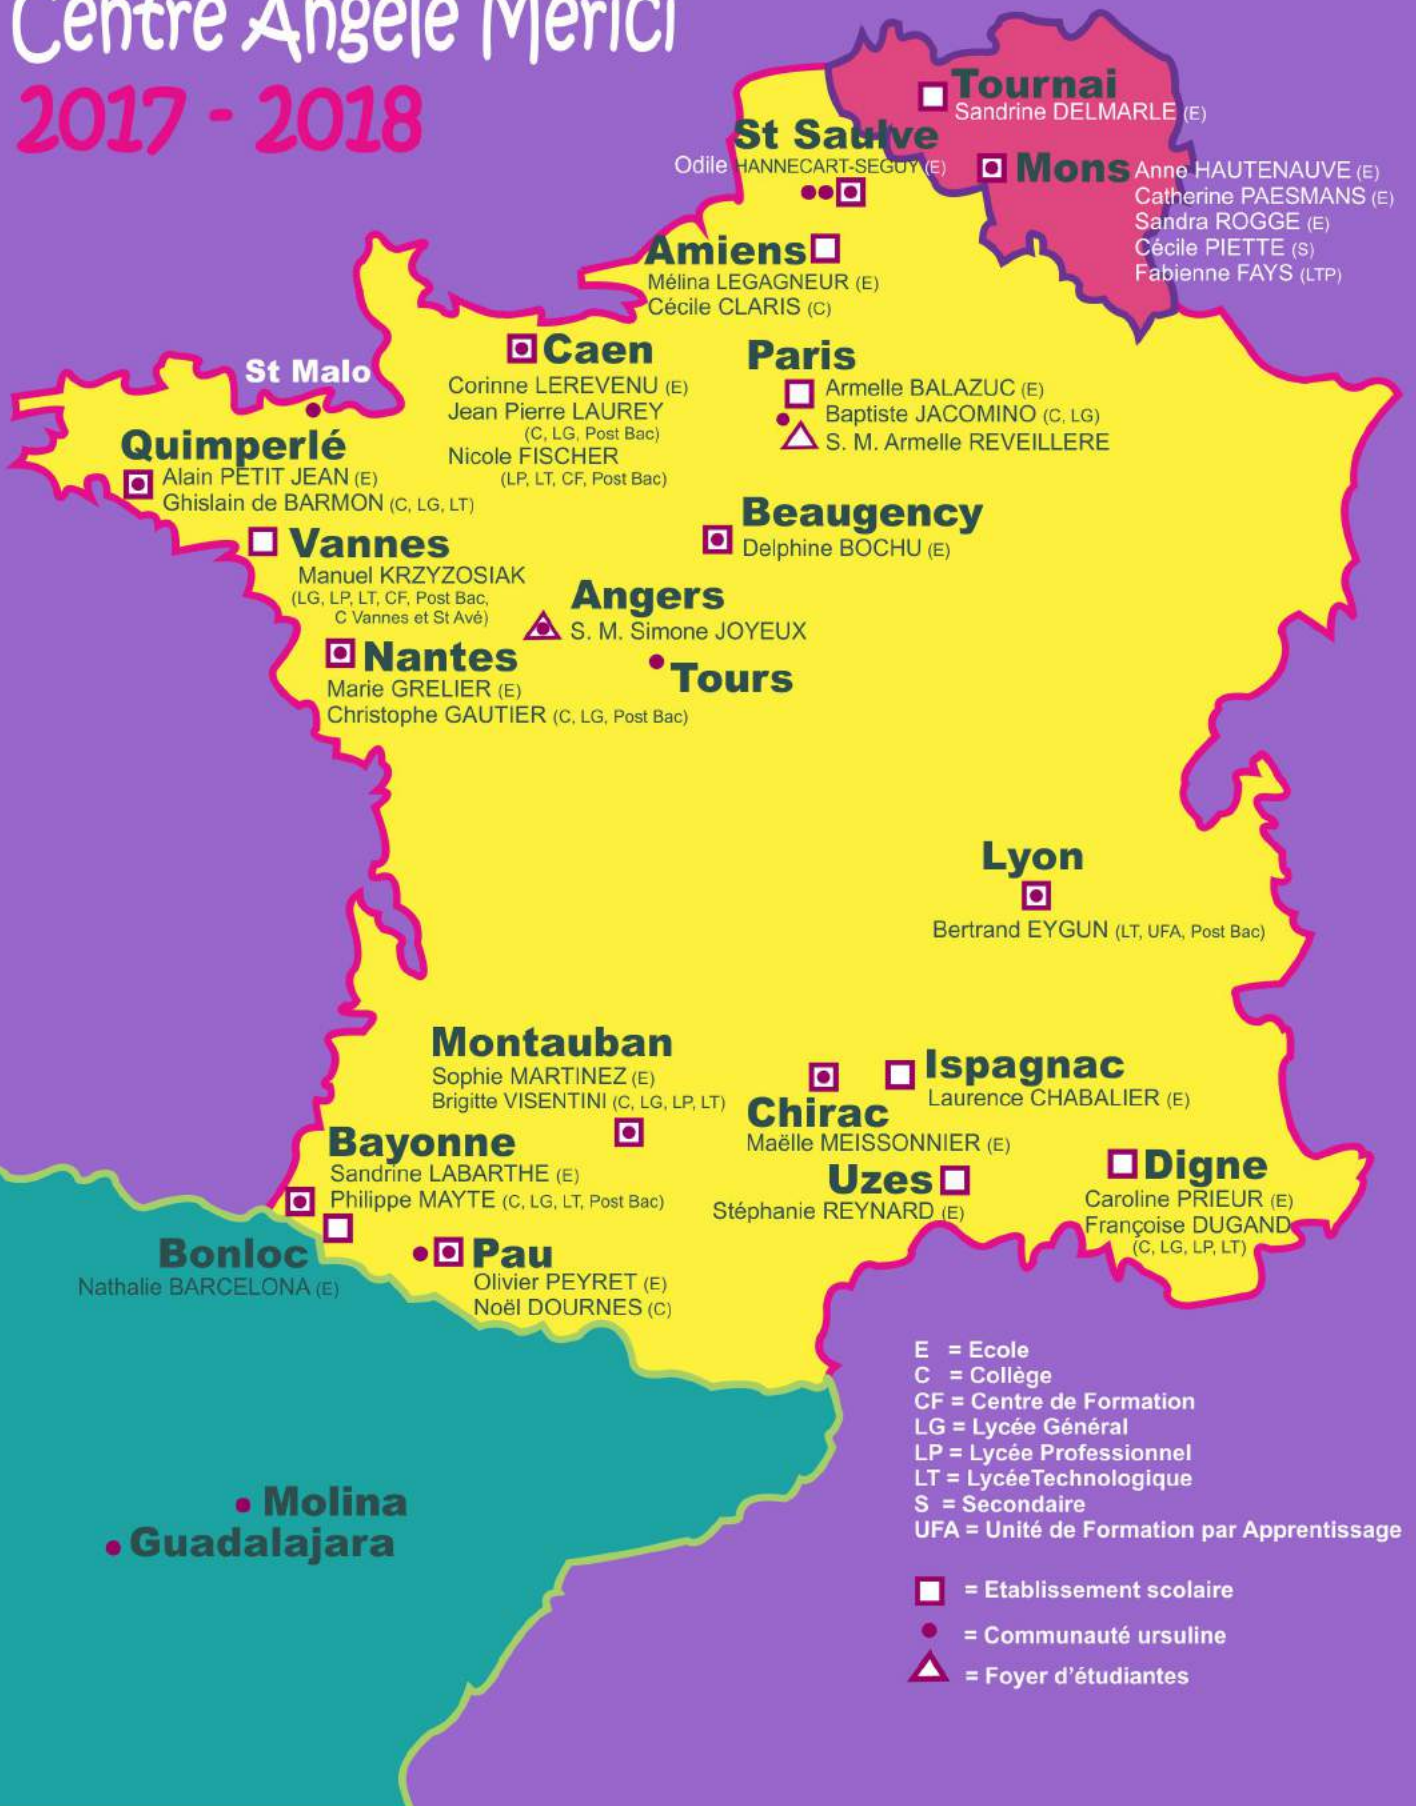 Centre Angèle Mérici
2017 - 2018
Tournai
Sandrine DELMARLE (E)
St Saulve
Odile HANNECART-SEGUY (E)
Mons
Anne HAUTENAUVE (E)
Catherine PAESMANS (E)
Sandra ROGGE (E)
Cécile PIETTE (S)
Fabienne FAYS (LTP)
Amiens
Mélina LEGAGNEUR (E)
Cécile CLARIS (C)
Caen
Corinne LEREVENU (E)
Jean Pierre LAUREY
(C, LG, Post Bac)
Nicole FISCHER
(LP, LT, CF, Post Bac)
Paris
Armelle BALAZUC (E)
Baptiste JACOMINO (C, LG)
S. M. Armelle REVEILLERE
St Malo
Quimperlé
Alain PETIT JEAN (E)
Ghislain de BARMON (C, LG, LT)
Vannes
Manuel KRZYZOSIAK
(LG, LP, LT, CF, Post Bac,
C Vannes et St Avé)
Beaugency
Delphine BOCHU (E)
Angers
S. M. Simone JOYEUX
Nantes
Marie GRELIER (E)
Christophe GAUTIER (C, LG, Post Bac)
Tours
Lyon
Bertrand EYGUN (LT, UFA, Post Bac)
Montauban
Sophie MARTINEZ (E)
Brigitte VISENTINI (C, LG, LP, LT)
Ispagnac
Laurence CHABALIER (E)
Chirac
Maëlle MEISSONNIER (E)
Bayonne
Sandrine LABARTHE (E)
Philippe MAYTE (C, LG, LT, Post Bac)
Uzes
Stéphanie REYNARD (E)
Digne
Caroline PRIEUR (E)
Françoise DUGAND
(C, LG, LP, LT)
Bonloc
Nathalie BARCELONA (E)
Pau
Olivier PEYRET (E)
Noël DOURNES (C)
Molina
Guadalajara
E = Ecole
C = Collège
CF = Centre de Formation
LG = Lycée Général
LP = Lycée Professionnel
LT = LycéeTechnologique
S = Secondaire
UFA = Unité de Formation par Apprentissage
= Etablissement scolaire
= Communauté ursuline
= Foyer d'étudiantes